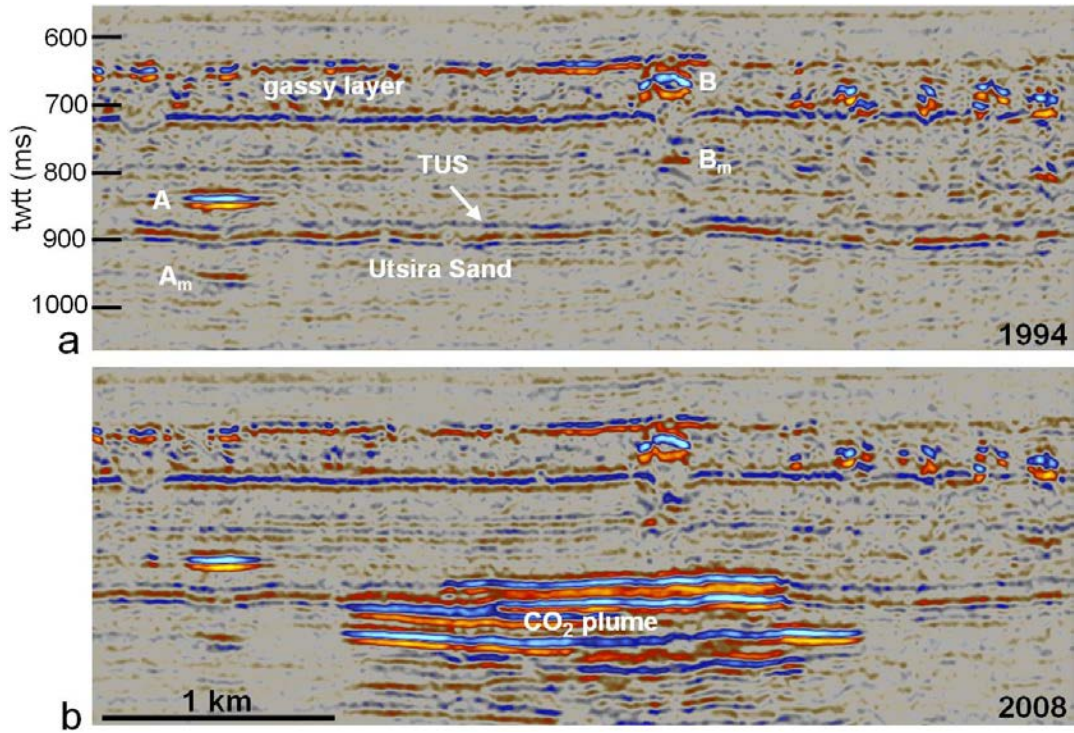 600
gassy layer
B
700
twtt (ms)
800
TUS
Bm
A
900
Utsira Sand
Am
1000
a
1994
CO2 plume
1 km
b
2008